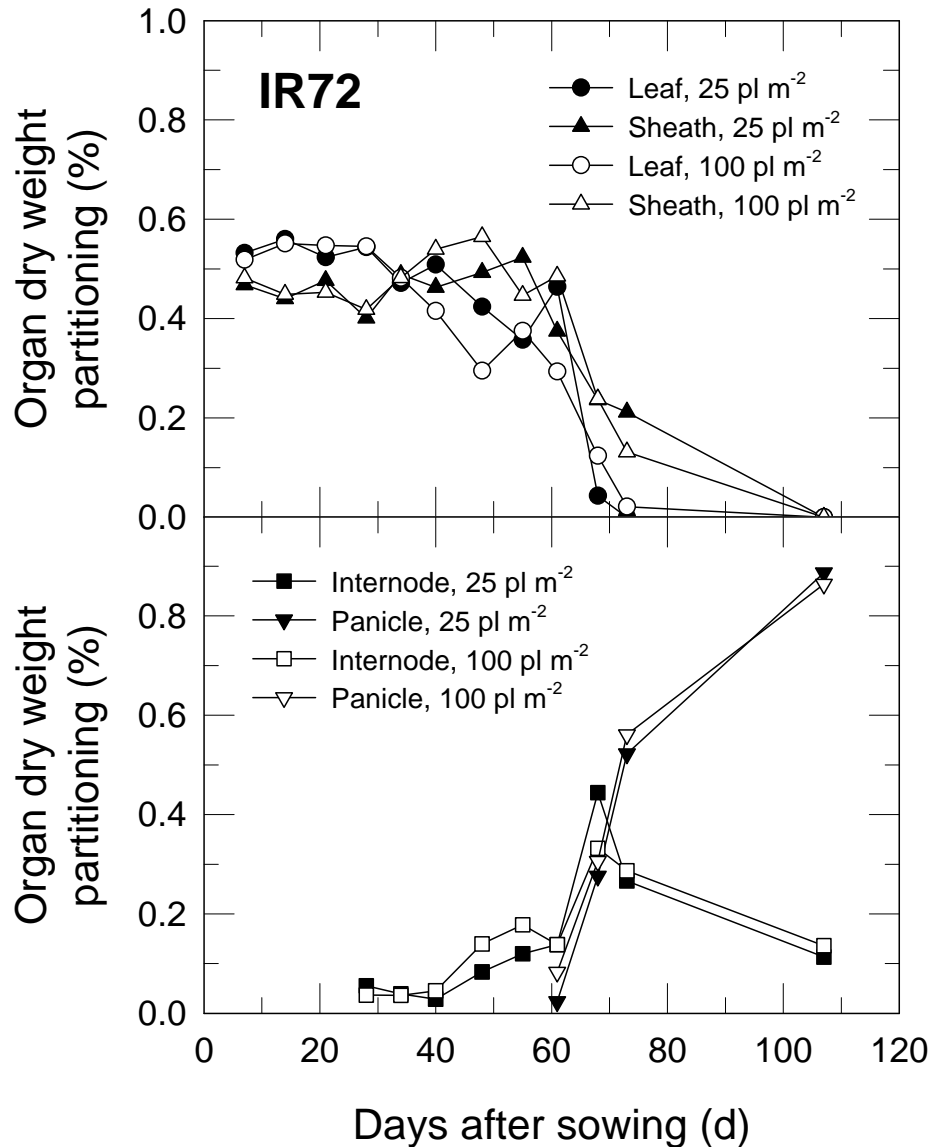 1.0
IR72
Leaf, 25 pl m-2
Sheath, 25 pl m-2
Leaf, 100 pl m-2
Sheath, 100 pl m-2
0.8
0.6
0.4
0.2
0.0
Organ dry weight
partitioning (%)
Internode, 25 pl m-2
Panicle, 25 pl m-2
Internode, 100 pl m-2
Panicle, 100 pl m-2
0.8
0.6
0.4
0.2
0.0
Organ dry weight
partitioning (%)
0 20 40 60 80 100 120
Days after sowing (d)